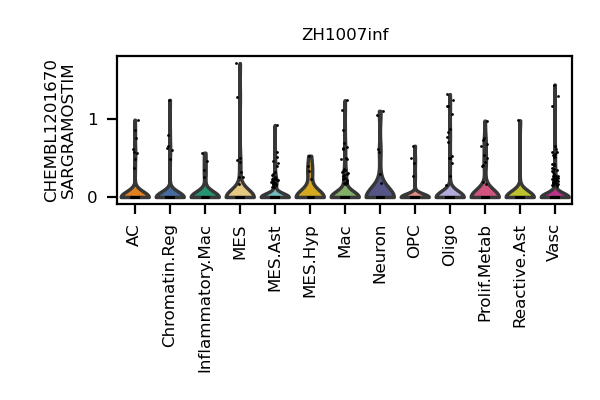 ZH1007inf
CHEMBL1201670
SARGRAMOSTIM
1
0
AC
Chromatin.Reg
Inflammatory.Mac
MES
MES.Ast
MES.Hyp
Mac
Neuron
OPC
Oligo
Prolif.Metab
Reactive.Ast
Vasc